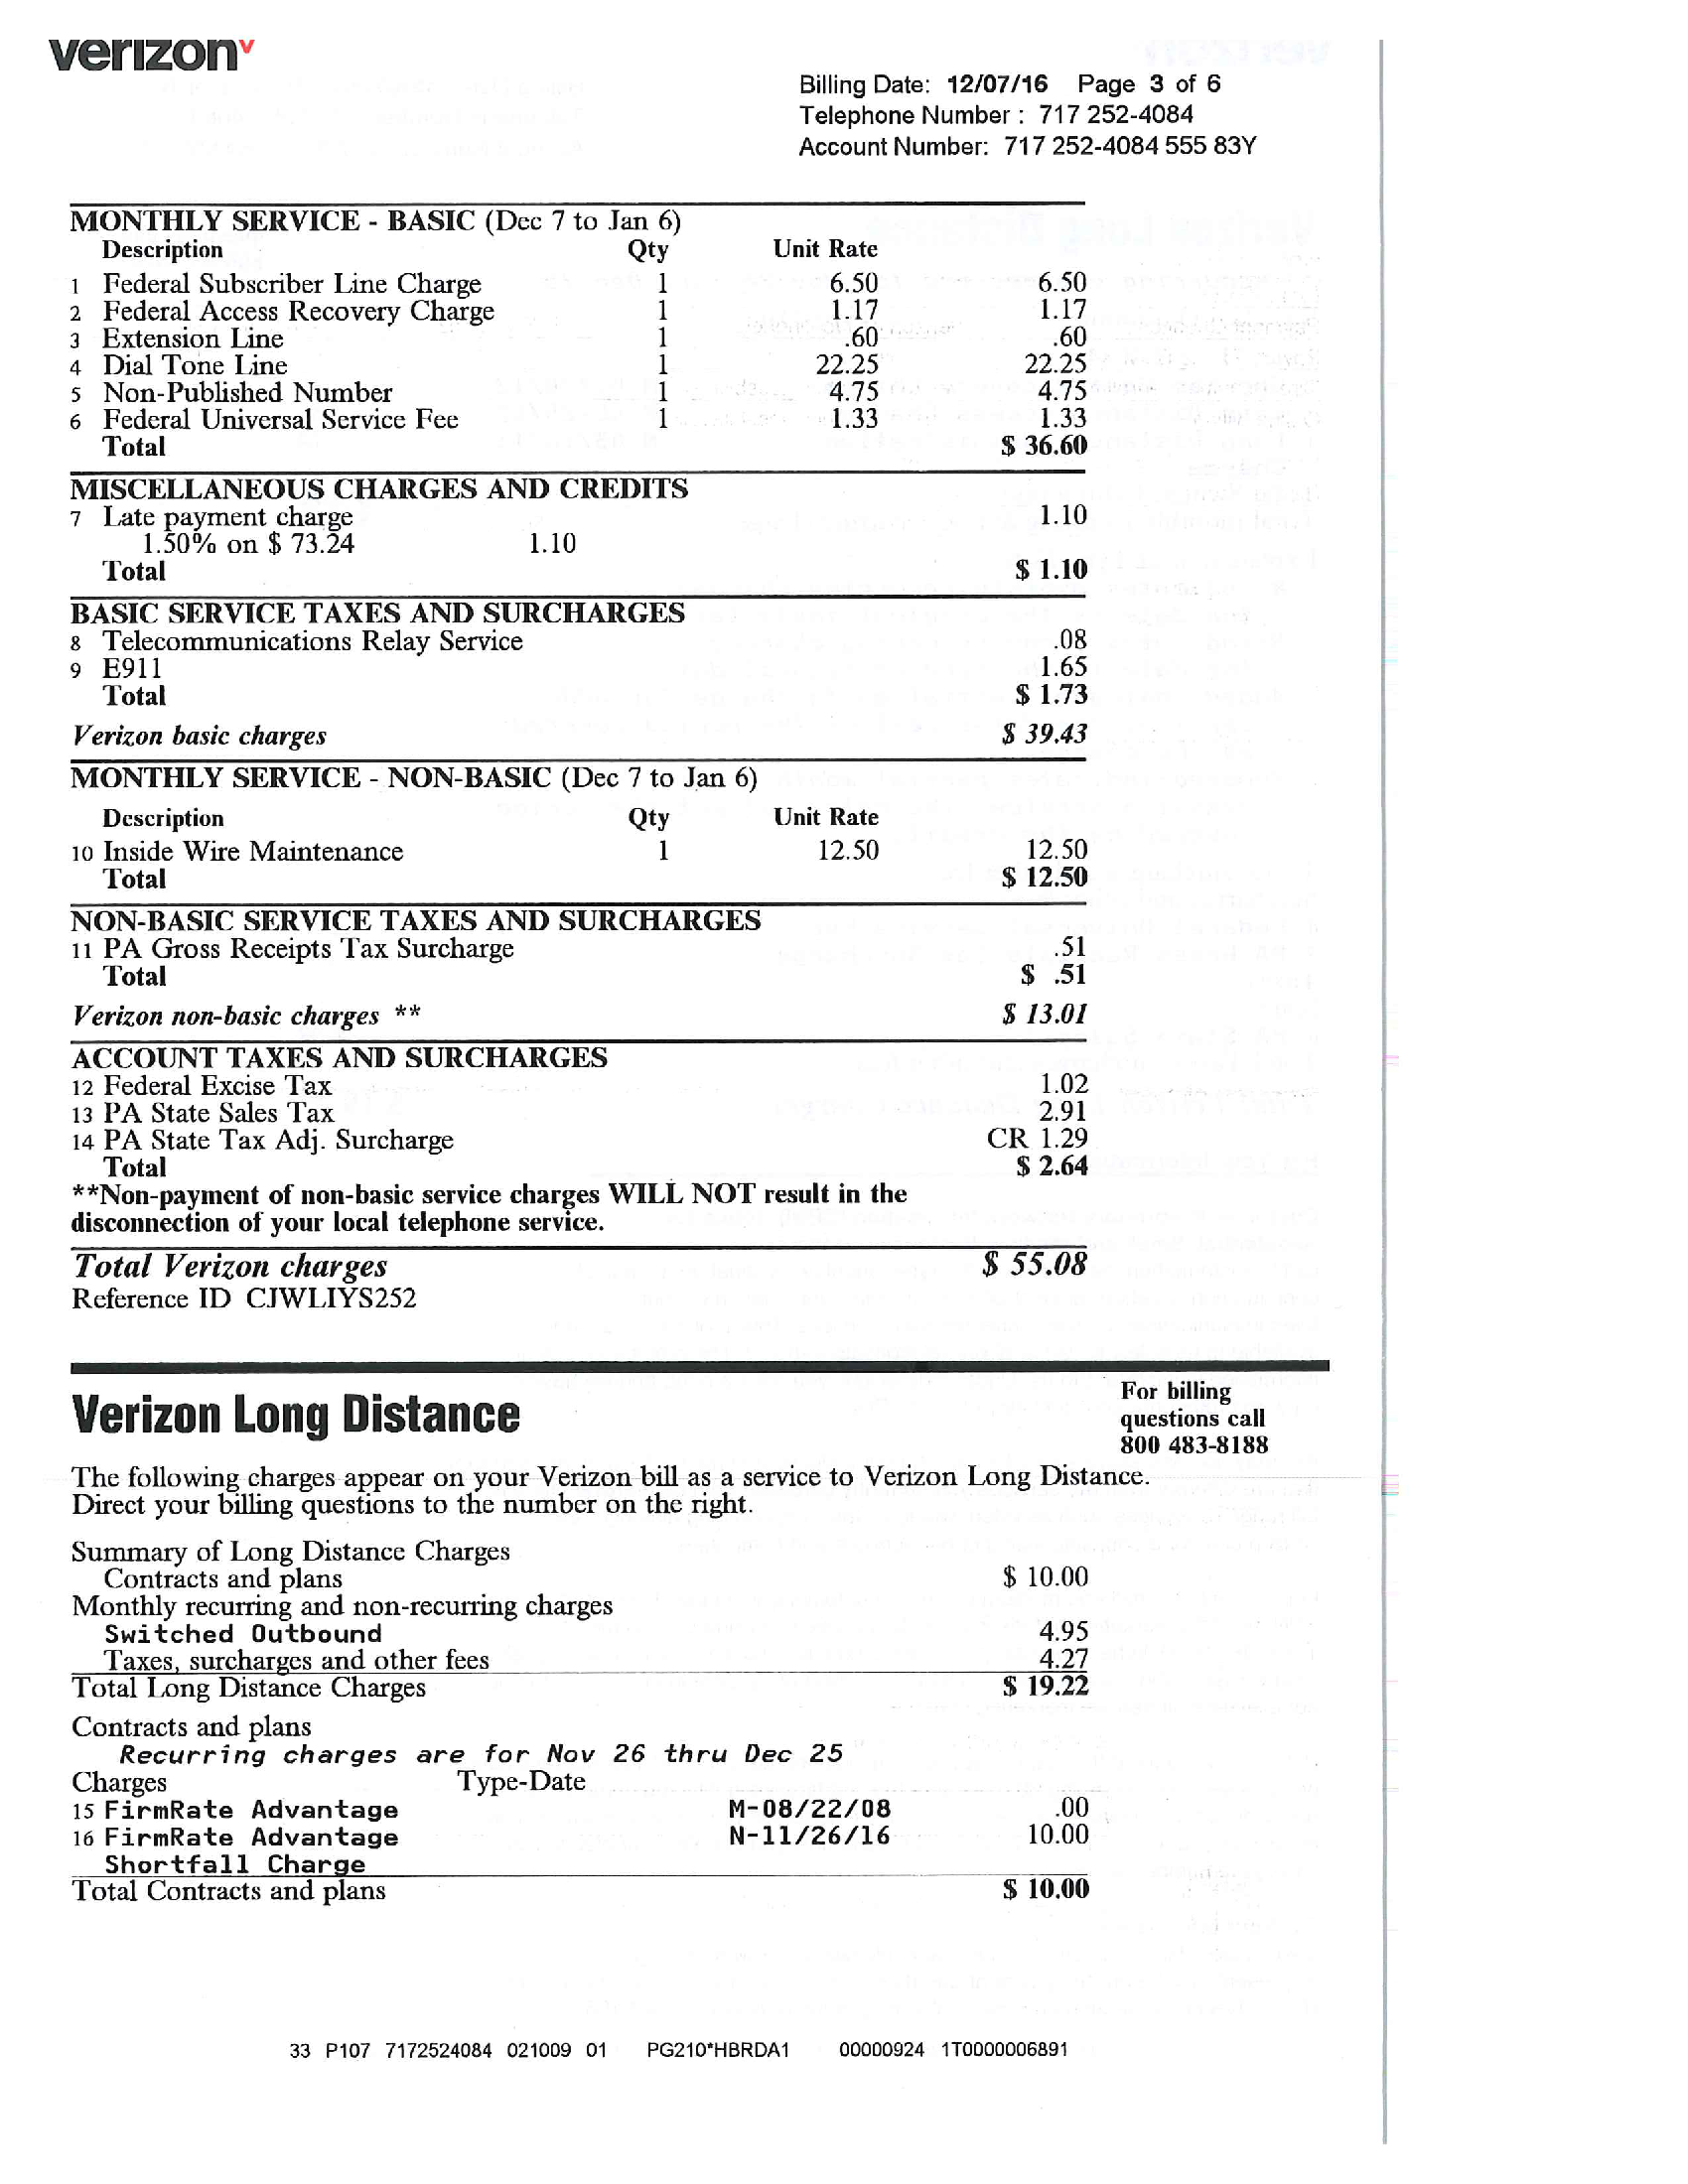 verizon
Billing Date: 12/07/16 Page 3 of 6
Telephone Number : 717 252-4084
Account Number: 717 252-4084 555 83Y
MONTHLY SERVICE - BASIC (Dec 7 to Jan 6)
Description Qty Unit Rate
1 Federal Subscriber Line Charge 1 6.50 6.50
2 Federal Access Recovery Charge 1 1.17 1.17
3 Extension Line 1 .60 .60
4 Dial Tone Line 1 22.25 22.25
5 Non-Published Number 1 4.75 4.75
6 Federal Universal Service Fee 1 1.33 1.33
Total $ 36.60
MISCELLANEOUS CHARGES AND CREDITS
7 Late payment charge 1.10
1.50% on $ 73.24 1.10
Total $ 1.10
BASIC SERVICE TAXES AND SURCHARGES
8 Telecommunications Relay Service .08
9 E911 1.65
Total $ 1.73
Verizon basic charges $ 39.43
MONTHLY SERVICE - NON-BASIC (Dec 7 to Jan 6)
Description Qty Unit Rate
10 Inside Wire Maintenance 1 12.50 12.50
Total $ 12.50
NON-BASIC SERVICE TAXES AND SURCHARGES
11 PA Gross Receipts Tax Surcharge .51
Total $ .51
Verizon non-basic charges ** $ 13.01
ACCOUNT TAXES AND SURCHARGES
12 Federal Excise Tax 1.02
13 PA State Sales Tax 2.91
14 PA State Tax Adj. Surcharge CR 1.29
Total $ 2.64
**Non-payment of non-basic service charges WILL NOT result in the
disconnection of your local telephone service.
Total Verizon charges $ 55.08
Reference ID CJWLIYS252
Verizon Long Distance
For billing
questions call
800 483-8188
The following charges appear on your Verizon bill as a service to Verizon Long Distance.
Direct your billing questions to the number on the right.
Summary of Long Distance Charges
Contracts and plans $ 10.00
Monthly recurring and non-recurring charges
Switched Outbound 4.95
Taxes, surcharges and other fees 4.27
Total Long Distance Charges $ 19.22
Contracts and plans
Recurring charges are for Nov 26 thru Dec 25
Charges Type-Date
15 FirmRate Advantage M-08/22/08 .00
16 FirmRate Advantage N-11/26/16 10.00
Shortfall Charge
Total Contracts and plans $ 10.00
33 P107 7172524084 021009 01 PG210*HBRDA1 00000924 1T0000006891